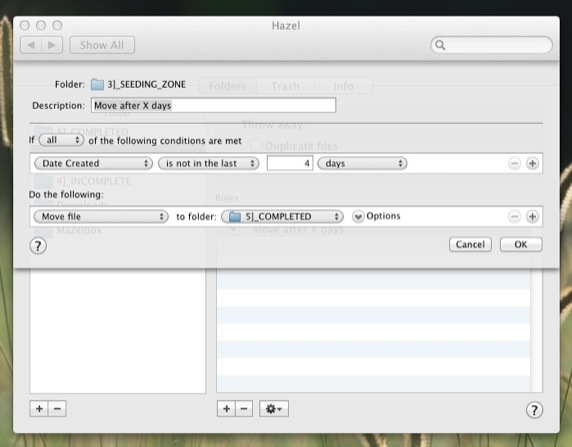 Hazel
Show All
Folder: 3]_SEEDING_ZONE
Folders Trash Info
Description: Move after X days
Throw away:
If all of the following conditions are met
5]_COMPLETED
Duplicate files
Date Created is not in the last 4 days
4]_INCOMPLETE
Do the following:
Rules
Move file to folder: 5]_COMPLETED Options
Mazelbox
Move after X days
? Cancel OK
+ − + − ?